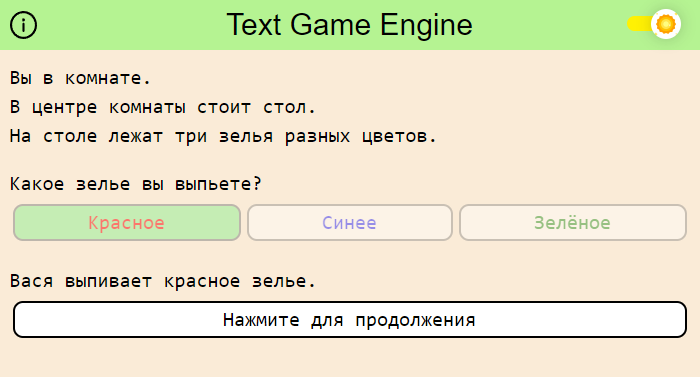 Text Game Engine
Вы в комнате.
В центре комнаты стоит стол.
На столе лежат три зелья разных цветов.
Какое зелье вы выпьете?
Красное
Синее
Зелёное
Вася выпивает красное зелье.
Нажмите для продолжения